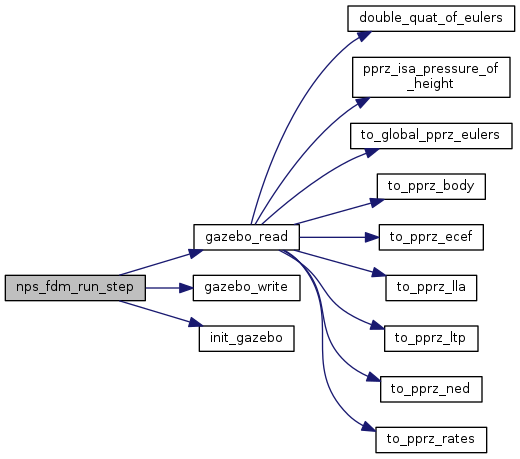 double_quat_of_eulers
pprz_isa_pressure_of
_height
to_global_pprz_eulers
to_pprz_body
gazebo_read
to_pprz_ecef
nps_fdm_run_step
gazebo_write
to_pprz_lla
init_gazebo
to_pprz_ltp
to_pprz_ned
to_pprz_rates